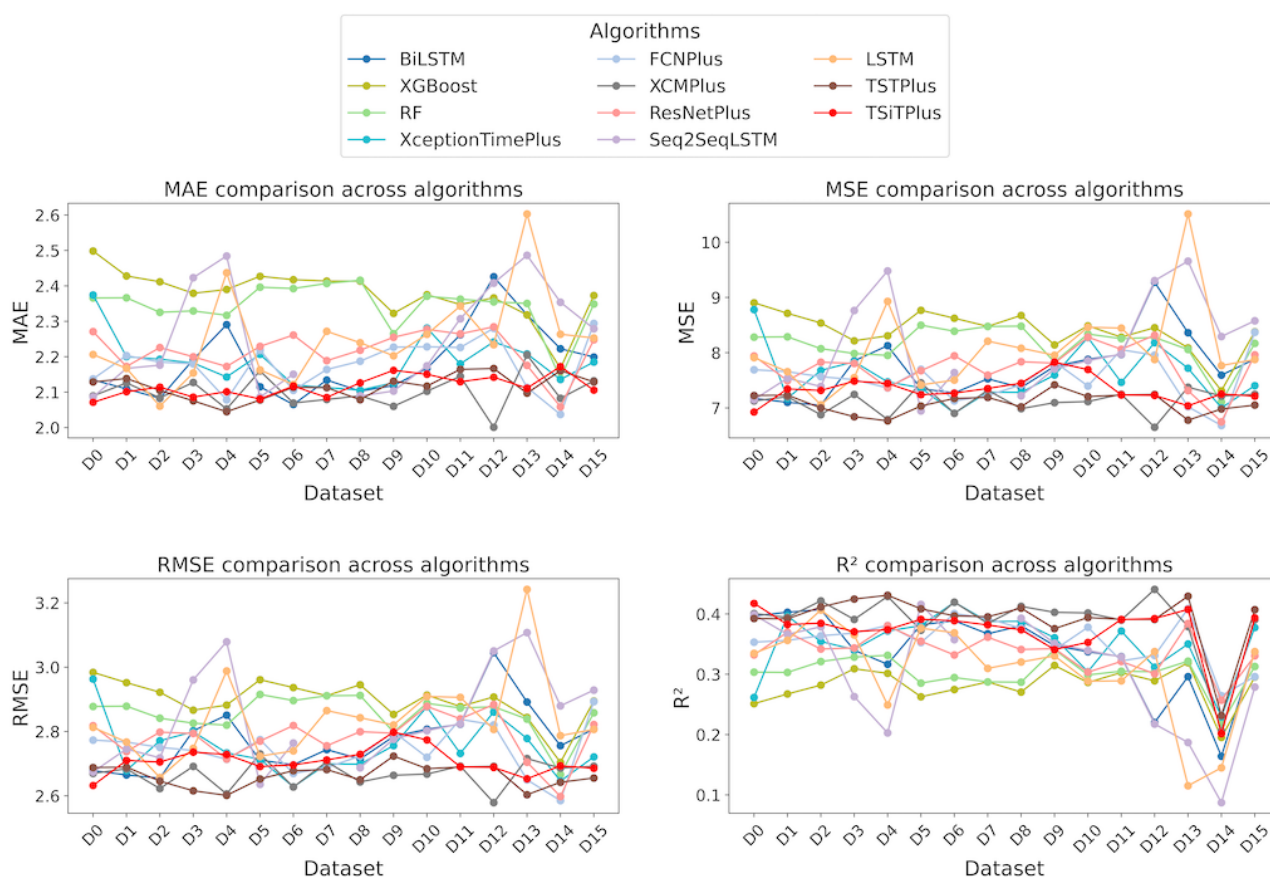 Algorithms
BiLSTM FCNPlus LSTM
XGBoost XCMPlus TSTPlus
RF ResNetPlus TSiTPlus
XceptionTimePlus Seq2SeqLSTM
MAE comparison across algorithms
2.6
2.5
2.4
2.3
2.2
2.1
2.0
MAE
D0 D1 D2 D3 D4 D5 D6 D7 D8 D9 D10 D11 D12 D13 D14 D15
Dataset
MSE comparison across algorithms
10
9
8
7
MSE
D0 D1 D2 D3 D4 D5 D6 D7 D8 D9 D10 D11 D12 D13 D14 D15
Dataset
RMSE comparison across algorithms
3.2
3.0
2.8
2.6
RMSE
D0 D1 D2 D3 D4 D5 D6 D7 D8 D9 D10 D11 D12 D13 D14 D15
Dataset
R² comparison across algorithms
0.4
0.3
0.2
0.1
R²
D0 D1 D2 D3 D4 D5 D6 D7 D8 D9 D10 D11 D12 D13 D14 D15
Dataset